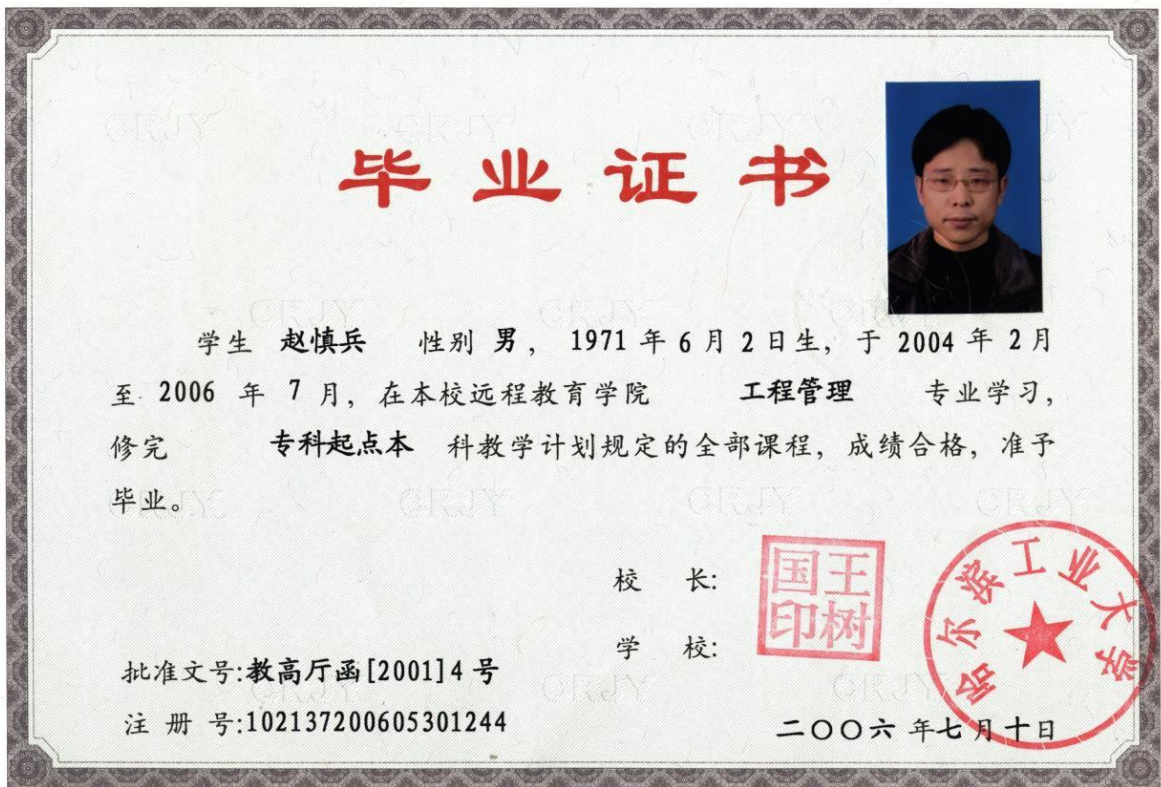 毕业证书
学生 赵慎兵 性别 男， 1971 年 6 月 2 日生，于 2004 年 2 月
至 2006 年 7 月，在本校远程教育学院 工程管理 专业学习，
修完 专科起点本 科教学计划规定的全部课程，成绩合格，准予
毕业。
校 长:
国王
印树
学 校:
哈尔滨工业大学
批准文号:教高厅函[2001]4 号
注 册 号:102137200605301244
二〇〇六 年七月十日